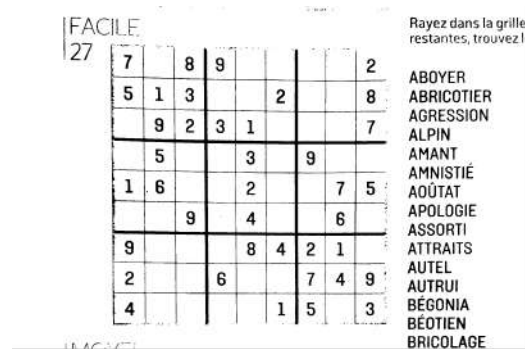 FACILE
27
7 8 9 2
5 1 3 2 8
9 2 3 1 7
5 3 9
1 6 2 7 5
9 4 6
9 8 4 2 1
2 6 7 4 9
4 1 5 3
Rayez dans la grille
restantes, trouvez l
ABOYER
ABRICOTIER
AGRESSION
ALPIN
AMANT
AMNISTIÉ
AOÛTAT
APOLOGIE
ASSORTI
ATTRAITS
AUTEL
AUTRUI
BÉGONIA
BÉOTIEN
BRICOLAGE